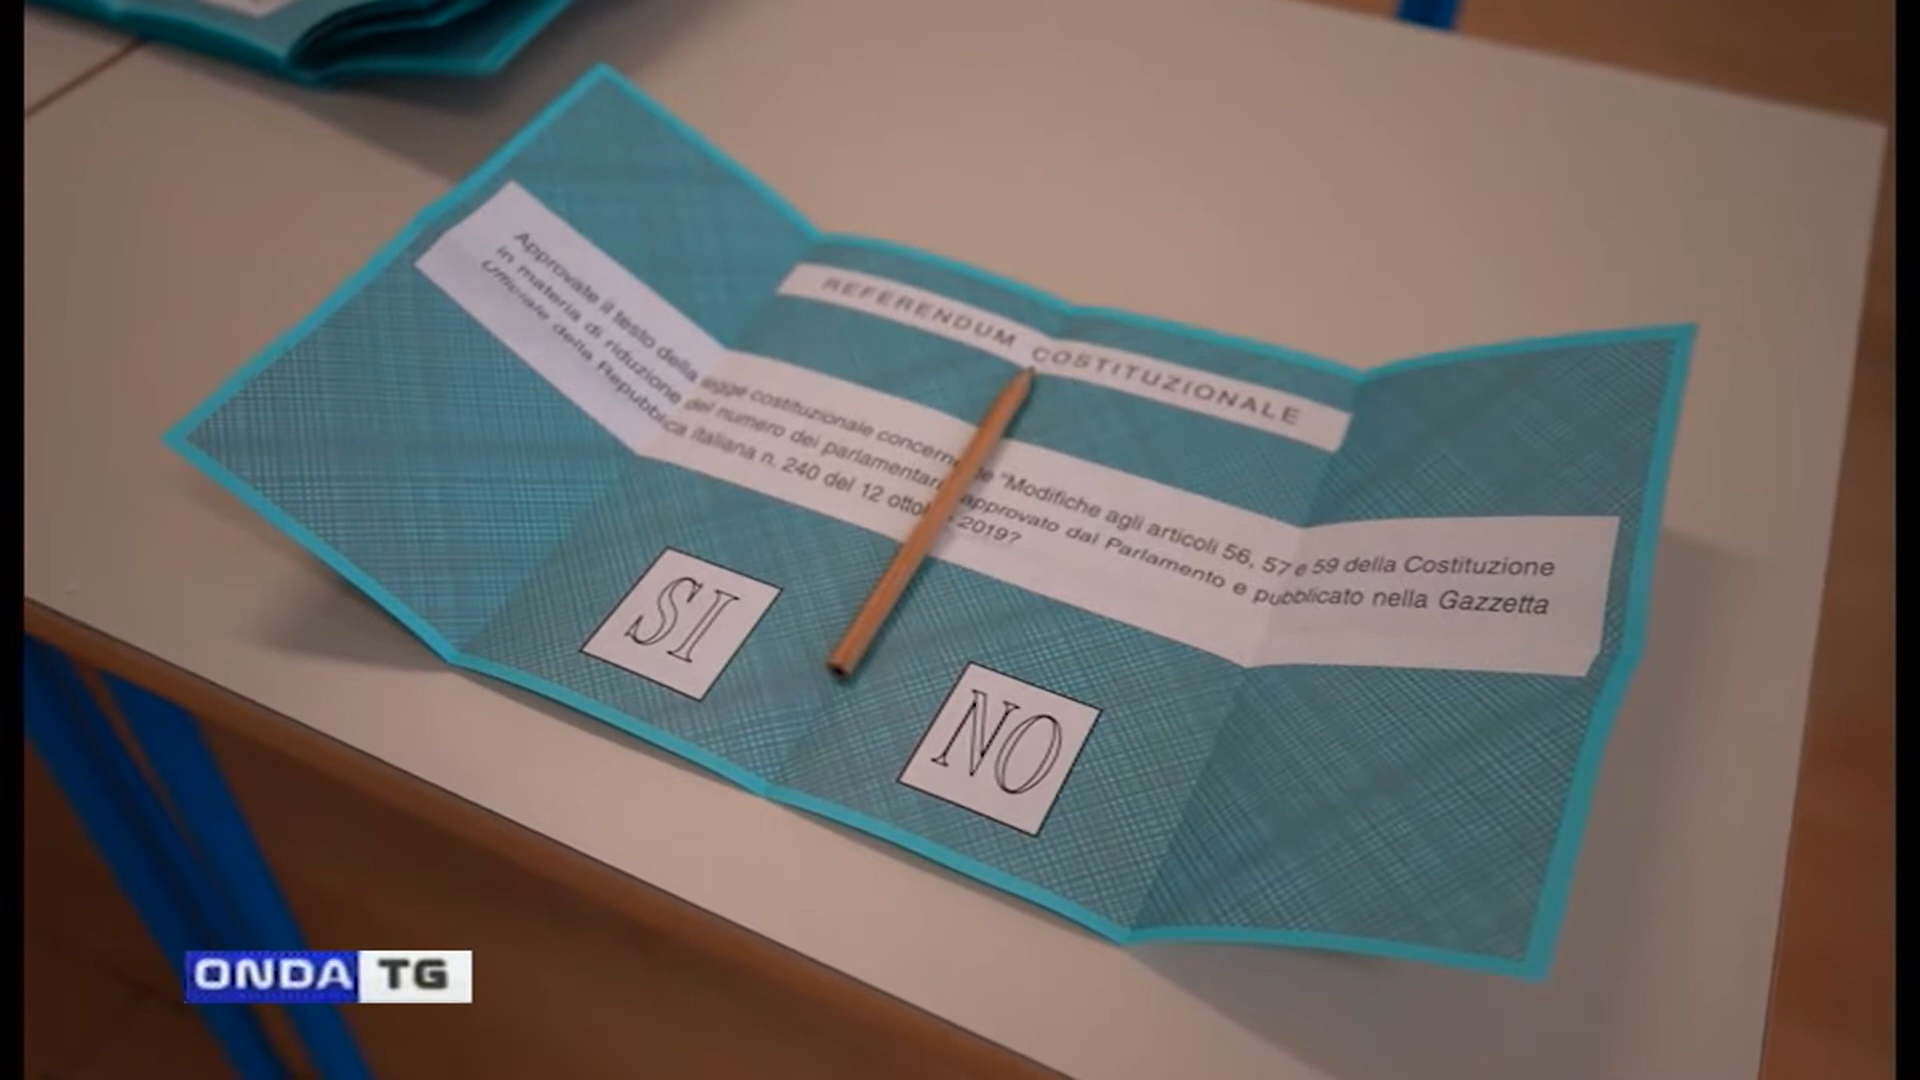 REFERENDUM COSTITUZIONALE
Approvate il testo della legge costituzionale concernente "Modifiche agli articoli 56, 57 e 59 della Costituzione
in materia di riduzione del numero dei parlamentari approvato dal Parlamento e pubblicato nella Gazzetta
Ufficiale della Repubblica italiana n. 240 del 12 ottobre 2019?
SI
NO
ONDA TG